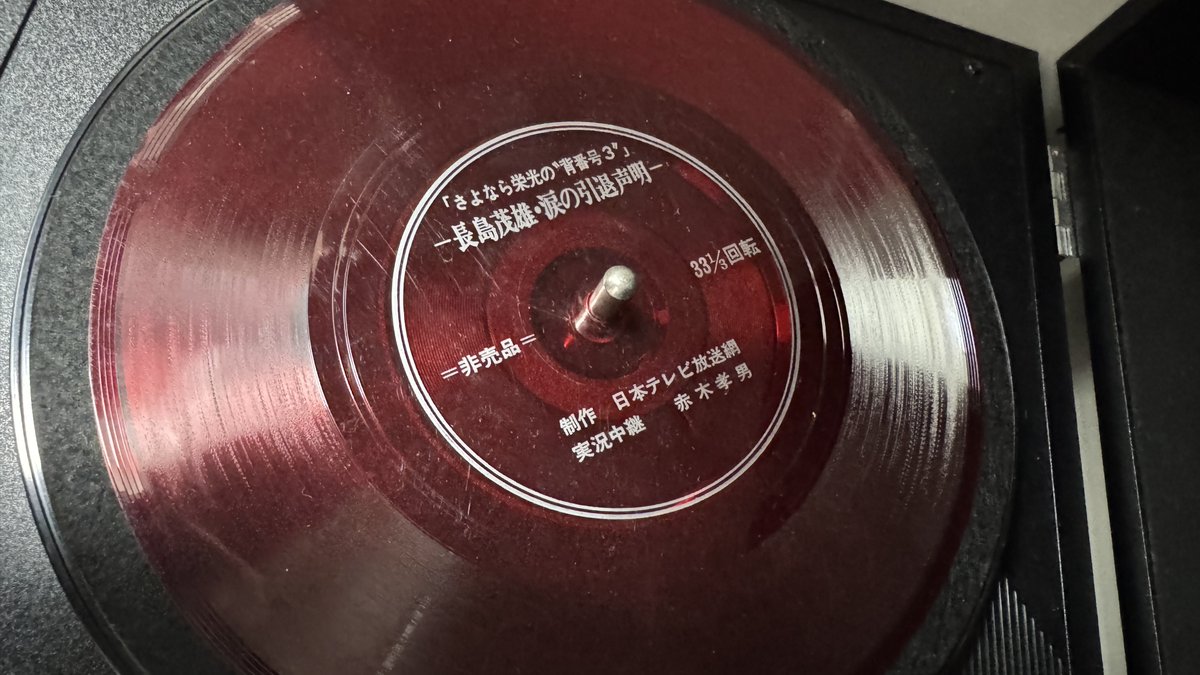 「さよなら栄光の〝背番号3〟」
―長島茂雄・涙の引退声明―
33⅓回転
=非売品=
制作 日本テレビ放送網
実況中継 赤木孝男